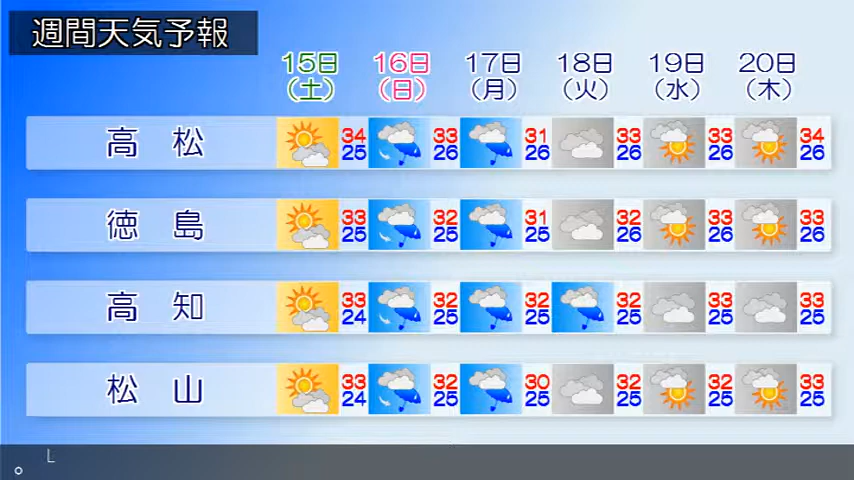 週間天気予報
15日 16日 17日 18日 19日 20日
(土) (日) (月) (火) (水) (木)
高松 34 33 31 33 33 34
25 26 26 26 26 26
徳島 33 32 31 32 33 33
25 25 25 26 26 26
高知 33 32 32 32 33 33
24 25 25 25 25 25
松山 33 32 30 32 32 33
24 25 25 25 25 25
L
。